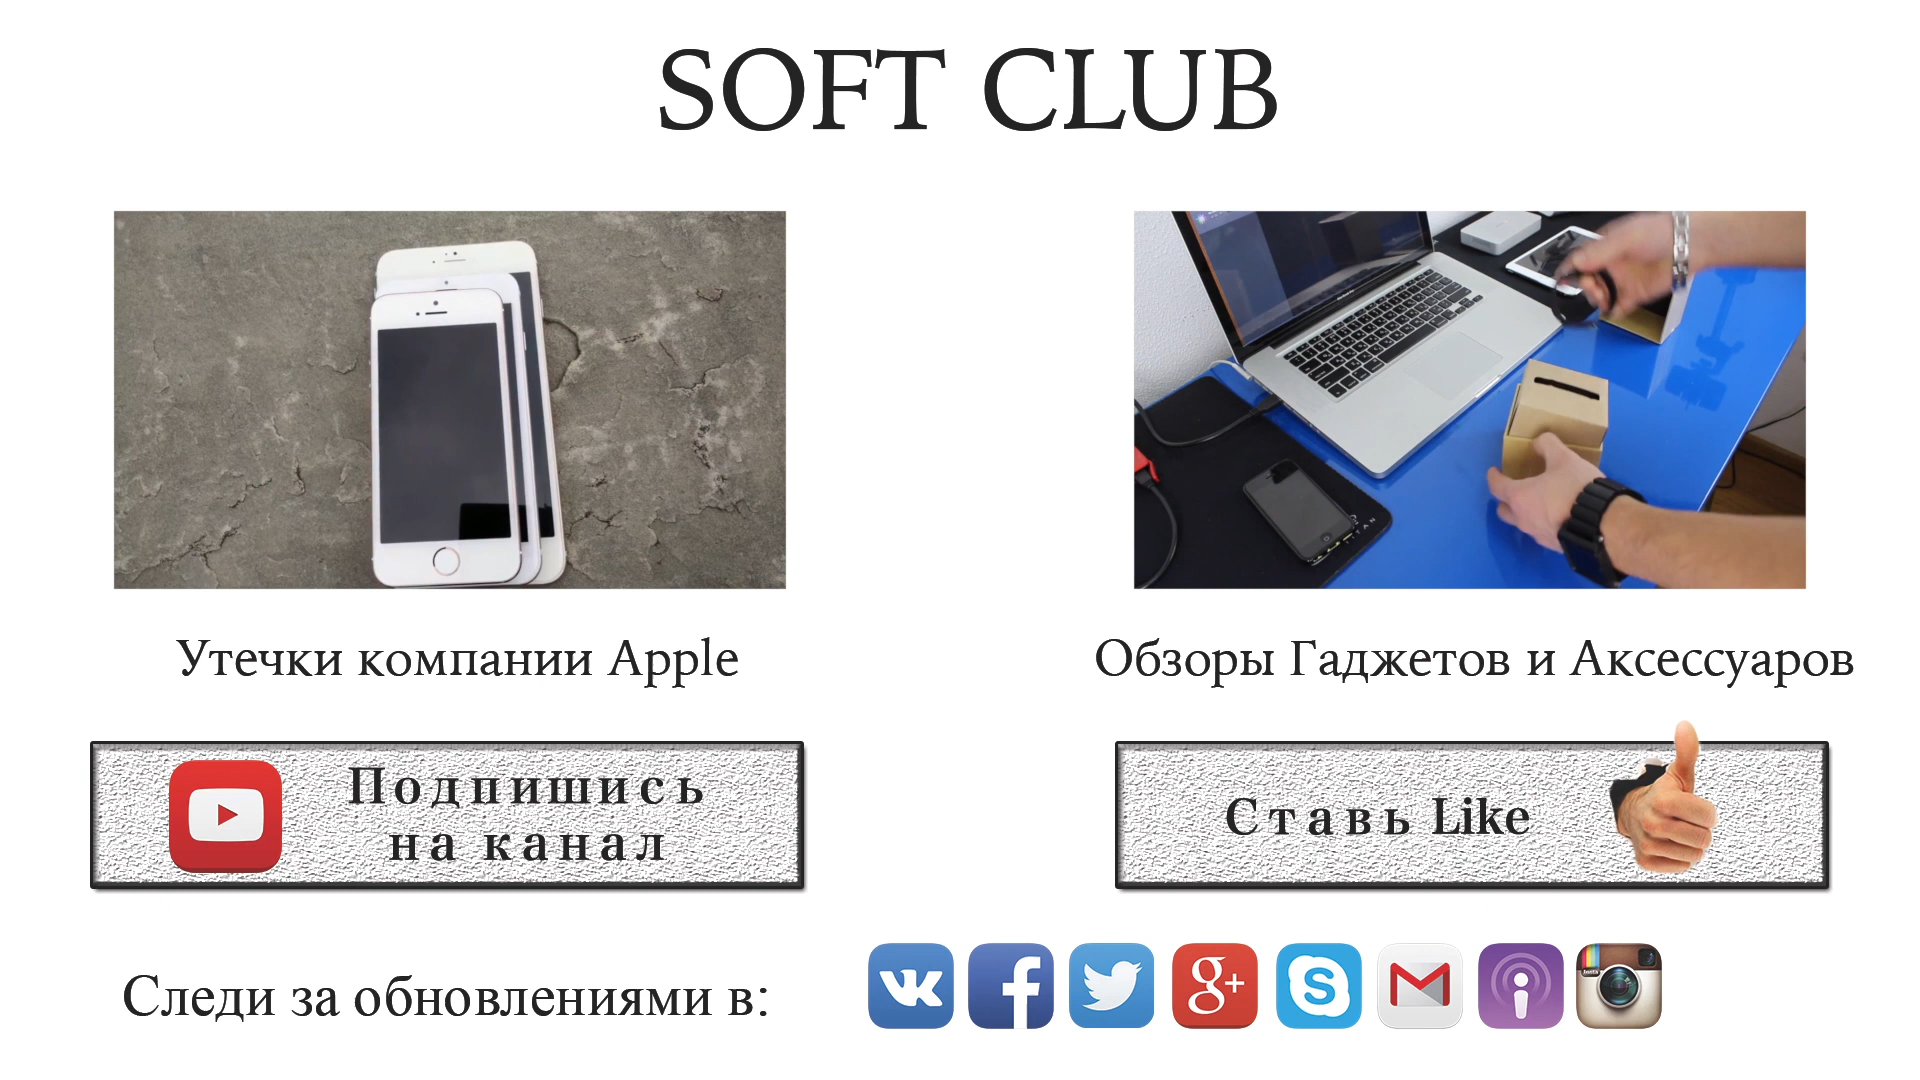 SOFT CLUB
Утечки компании Apple
Обзоры Гаджетов и Аксессуаров
Подпишись
на канал
Ставь Like
Следи за обновлениями в: